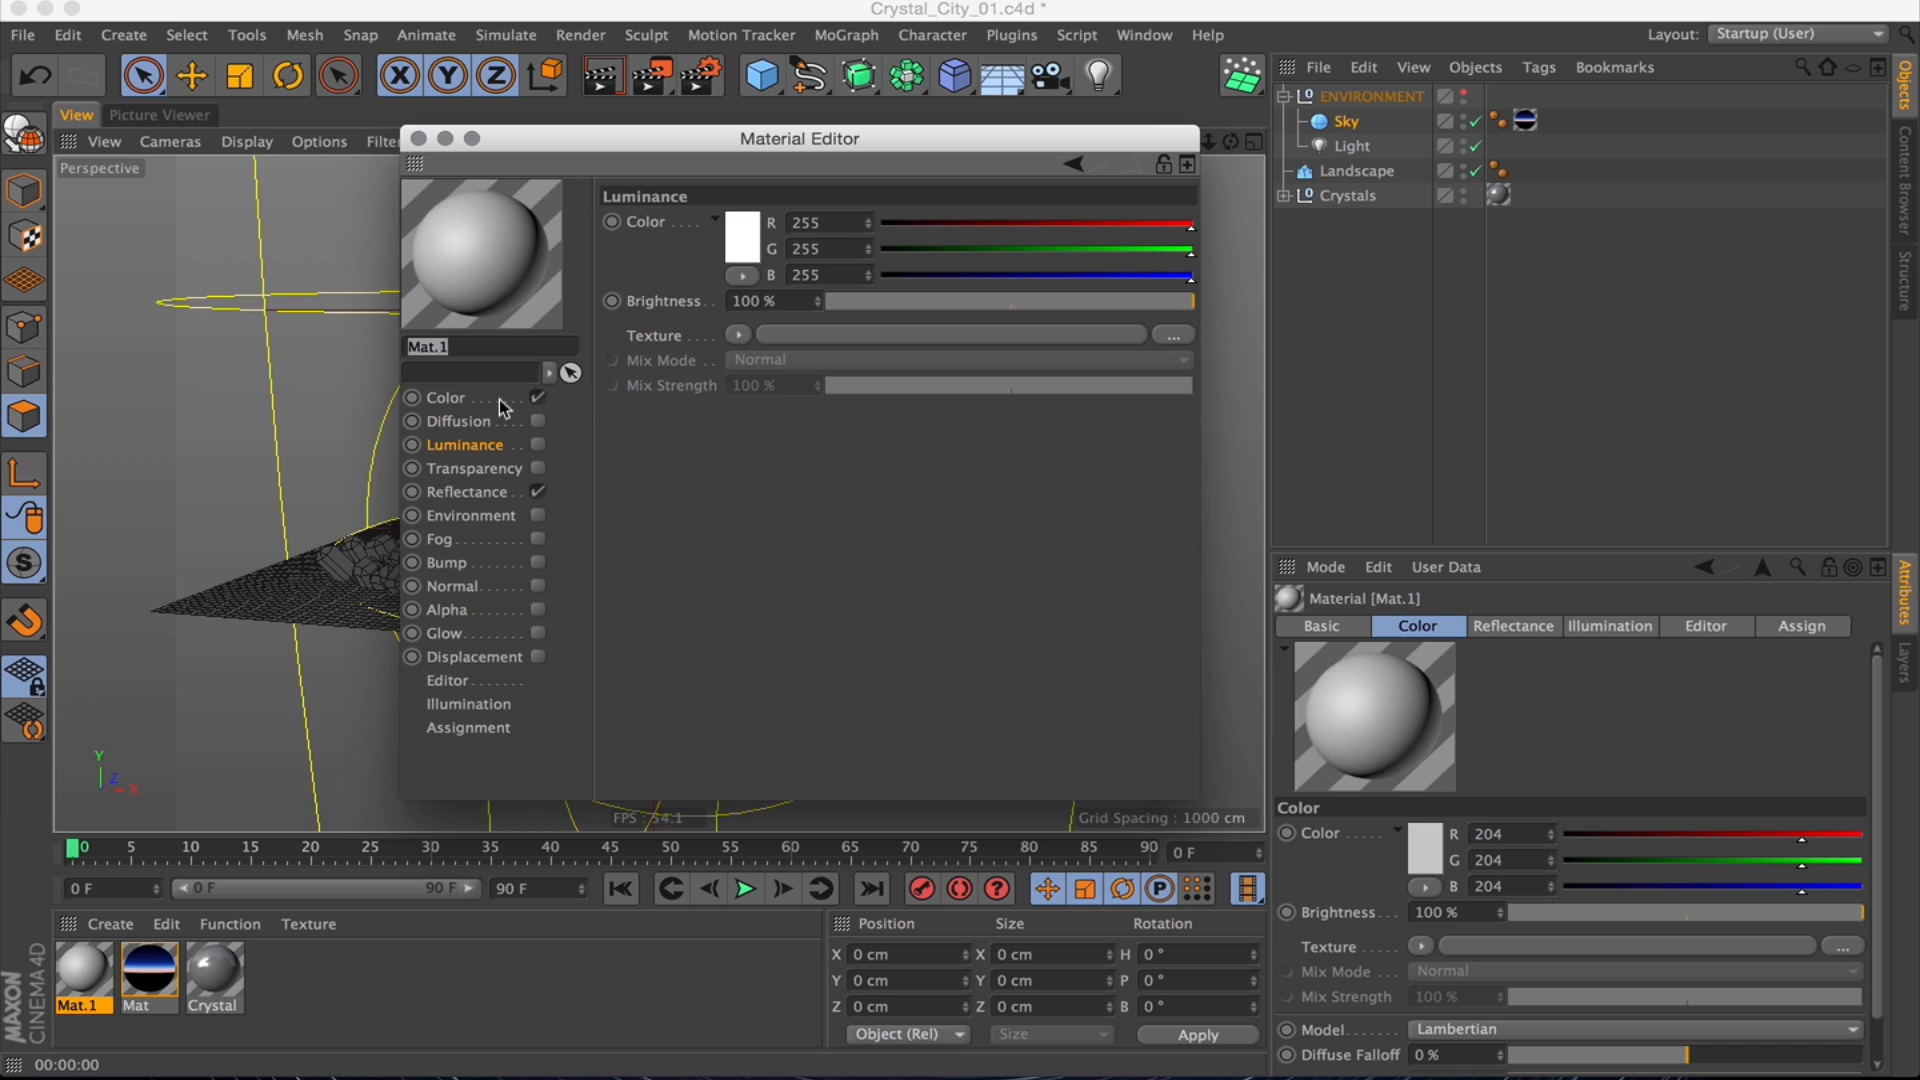 Crystal_City_01.c4d *
File Edit Create Select Tools Mesh Snap Animate Simulate Render Sculpt Motion Tracker MoGraph Character Plugins Script Window Help Layout: Startup (User)
X Y Z
File Edit View Objects Tags Bookmarks
View Picture Viewer
View Cameras Display Options Filter
Perspective
Material Editor
Luminance
Color .... R 255
G 255
B 255
Brightness.. 100 %
Texture .... ...
Mix Mode .. Normal
Mix Strength 100 %
Mat.1
Color
Diffusion
Luminance ..
Transparency
Reflectance ..
Environment
Fog
Bump
Normal
Alpha
Glow
Displacement
Editor
Illumination
Assignment
Y
Z
X
Grid Spacing : 1000 cm
ENVIRONMENT
Sky
Light
Landscape
Crystals
Objects
Content Browser
Structure
Mode Edit User Data
Material [Mat.1]
Basic Color Reflectance Illumination Editor Assign
Color
Color R 204
G 204
B 204
Brightness... 100 %
Texture ..... ...
Mix Mode ... Normal
Mix Strength 100 %
Model....... Lambertian
Diffuse Falloff 0 %
Attributes
Layers
0 5 10 15 20 25 30 35 40 45 50 55 60 65 70 75 80 85 90 0 F
0 F 0 F 90 F 90 F
Create Edit Function Texture
Mat.1 Mat Crystal
Position Size Rotation
X 0 cm X 0 cm H 0 °
Y 0 cm Y 0 cm P 0 °
Z 0 cm Z 0 cm B 0 °
Object (Rel) Size Apply
MAXON
CINEMA 4D
00:00:00